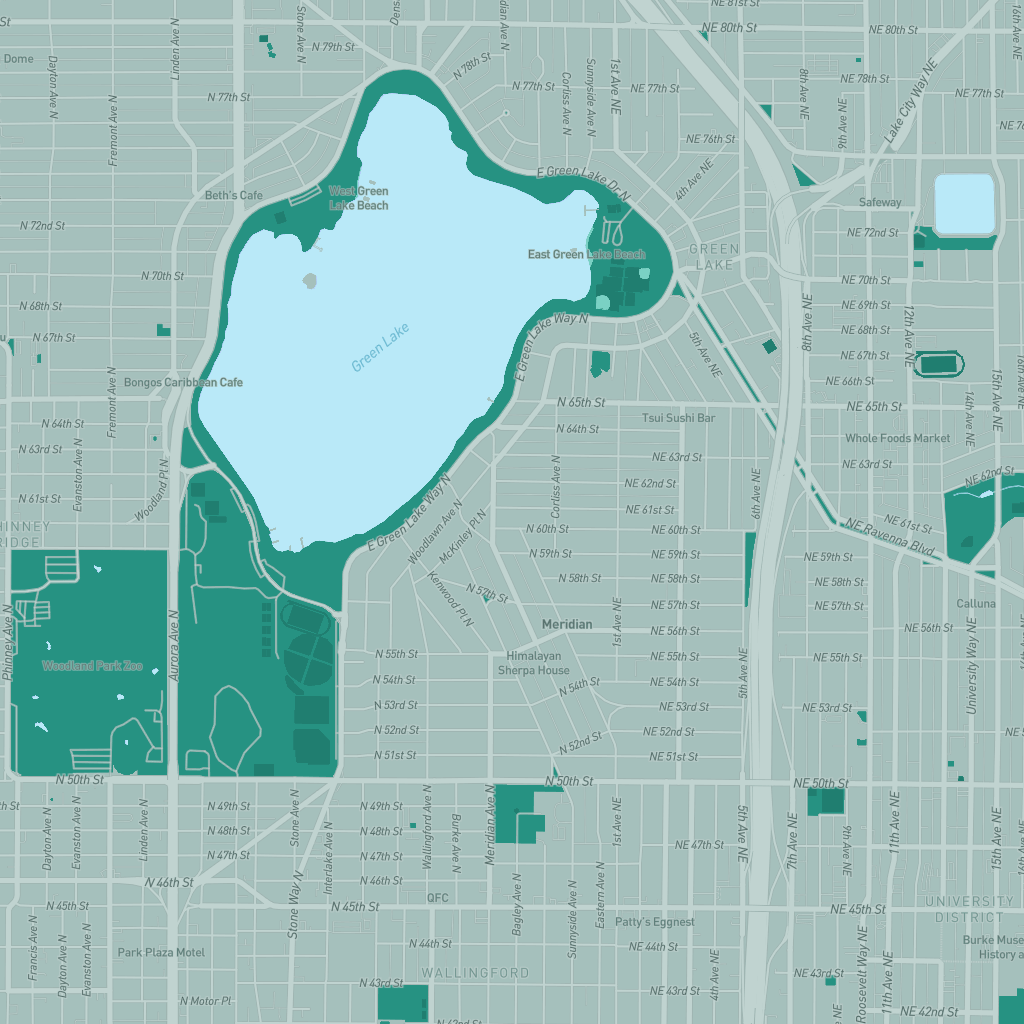 NE 81st St
Stone Ave N
Linden Ave N
NE 80th St
NE 80th St
16th Ave NE
N 79th St
Dome
Dayton Ave N
N 78th St
Sunnyside Ave N
1st Ave NE
Corliss Ave N
8th Ave NE
NE 78th St
Lake City Way NE
N 77th St
N 77th St
NE 77th St
NE 77th St
Fremont Ave N
9th Ave NE
15th Ave NE
NE 76th St
4th Ave NE
E Green Lake Dr N
Beth's Cafe
West Green
Lake Beach
Safeway
N 72nd St
NE 72nd St
GREEN
LAKE
East Green Lake Beach
N 70th St
NE 70th St
N 68th St
NE 69th St
8th Ave NE
12th Ave NE
E Green Lake Way N
NE 68th St
Green Lake
N 67th St
5th Ave NE
NE 67th St
E Green Lake Way N
Bongos Caribbean Cafe
NE 66th St
16th Ave NE
Fremont Ave N
15th Ave NE
14th Ave NE
N 65th St
NE 65th St
Tsui Sushi Bar
N 64th St
N 64th St
Whole Foods Market
N 63rd St
NE 63rd St
NE 63rd St
Evanston Ave N
Woodland Pl N
Corliss Ave N
6th Ave NE
NE 62nd St
NE 62nd St
N 61st St
NE 61st St
NE 61st St
E Green Lake Way N
Woodlawn Ave N
McKinley Pl N
N 60th St
NE 60th St
NE Ravenna Blvd
RIDGE
N 59th St
NE 59th St
NE 59th St
Kenwood Pl N
N 58th St
NE 58th St
NE 58th St
N 57th St
NE 57th St
NE 57th St
Calluna
Phinney Ave N
Aurora Ave N
1st Ave NE
Meridian
NE 56th St
NE 56th St
University Way NE
Woodland Park Zoo
N 55th St
Himalayan
Sherpa House
NE 55th St
NE 55th St
5th Ave NE
N 54th St
N 54th St
NE 54th St
N 53rd St
NE 53rd St
NE 53rd St
N 52nd St
N 52nd St
NE 52nd St
N 51st St
NE 51st St
N 50th St
N 50th St
NE 50th St
N 49th St
N 49th St
Dayton Ave N
Evanston Ave N
Linden Ave N
Stone Ave N
Interlake Ave N
Wallingford Ave N
Burke Ave N
Meridian Ave N
1st Ave NE
5th Ave NE
7th Ave NE
9th Ave NE
11th Ave NE
15th Ave NE
N 48th St
N 48th St
N 47th St
N 47th St
NE 47th St
N 46th St
N 46th St
Stone Way N
Bagley Ave N
Sunnyside Ave N
Eastern Ave N
QFC
N 45th St
N 45th St
NE 45th St
UNIVERSITY
DISTRICT
Patty's Eggnest
Francis Ave N
Dayton Ave N
Evanston Ave N
Park Plaza Motel
N 44th St
NE 44th St
4th Ave NE
Roosevelt Way NE
11th Ave NE
WALLINGFORD
N 43rd St
NE 43rd St
NE 43rd St
N Motor Pl
NE 42nd St